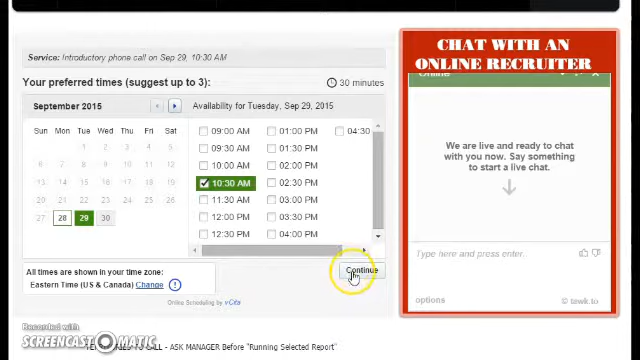 Service: Introductory phone call on Sep 29, 10:30 AM
Your preferred times (suggest up to 3):
30 minutes
September 2015
Availability for Tuesday, Sep 29, 2015
Sun Mon Tue Wed Thu Fri Sat
1 2 3 4 5
6 7 8 9 10 11 12
13 14 15 16 17 18 19
20 21 22 23 24 25 26
27 28 29 30
09:00 AM 01:00 PM 04:30
09:30 AM 01:30 PM
10:00 AM 02:00 PM
10:30 AM 02:30 PM
11:30 AM 03:00 PM
12:00 PM 03:30 PM
12:30 PM 04:00 PM
All times are shown in your time zone:
Eastern Time (US & Canada) Change
Continue
Online Scheduling by vCita
CHAT WITH AN
ONLINE RECRUITER
Online
We are live and ready to chat
with you now. Say something
to start a live chat.
Type here and press enter.
options
tawk.to
Recorded with
SCREENCAST MATIC
TO CALL - ASK MANAGER Before "Running Selected Report"